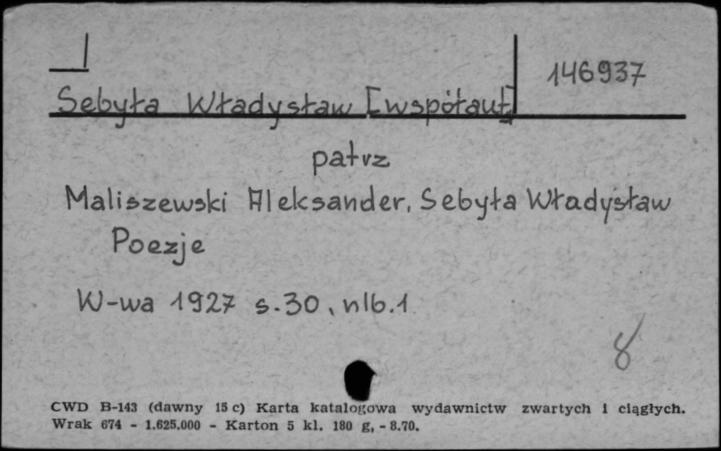 146937
Sebyła Władysław [współaut]
patrz
Maliszewski Aleksander, Sebyła Władysław
Poezje
W-wa 1927 s.30, nlb.1
8
CWD B-143 (dawny 15 c) Karta katalogowa wydawnictw zwartych i ciągłych.
Wrak 674 - 1.625.000 - Karton 5 kl. 180 g, - 8.70.